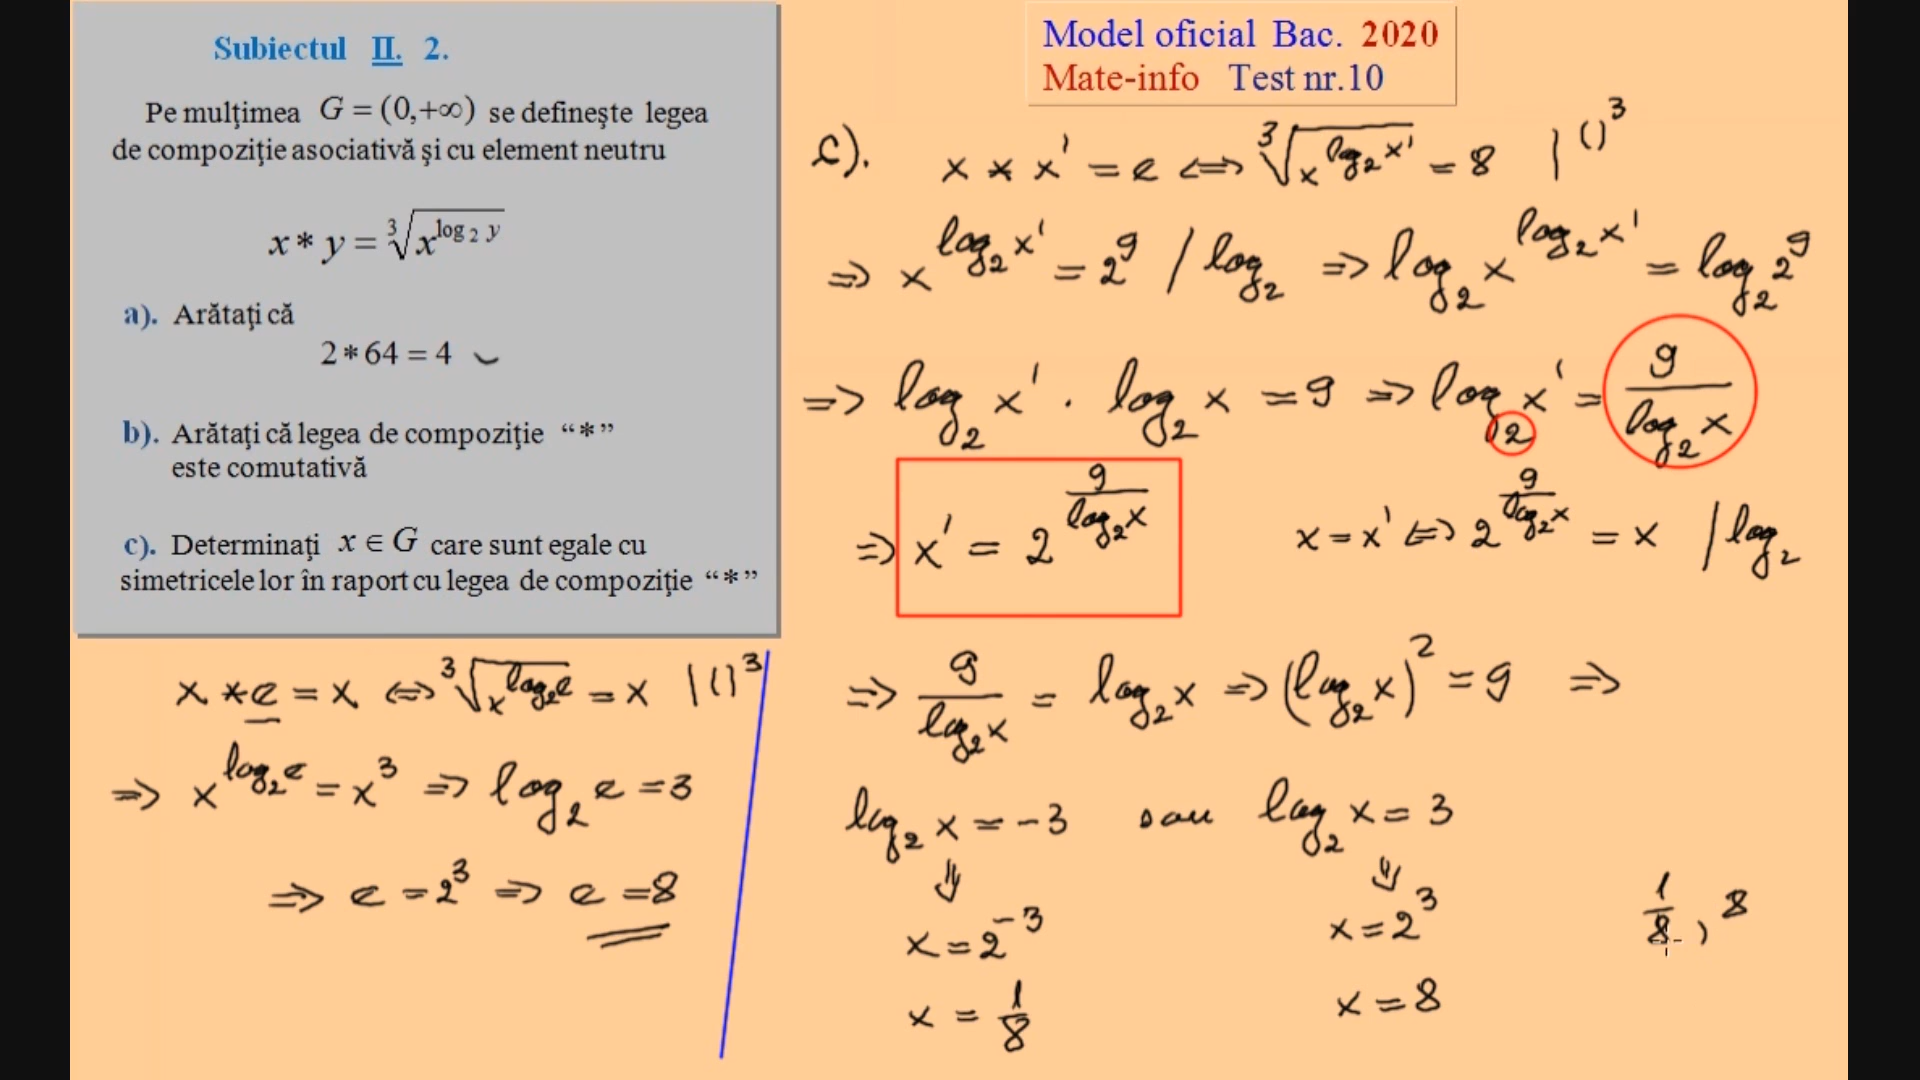 Subiectul II. 2.
Pe mulţimea G = (0,+∞) se defineşte legea
de compoziţie asociativă şi cu element neutru
x * y = ∛(x^(log₂ y))
a). Arătaţi că
2 * 64 = 4
b). Arătaţi că legea de compoziţie “ * ”
este comutativă
c). Determinaţi x ∈ G care sunt egale cu
simetricele lor în raport cu legea de compoziţie “ * ”
x * e = x ⇔ ∛(x^(log₂ e)) = x | ( )³
⇒ x^(log₂ e) = x³ ⇒ log₂ e = 3
⇒ e = 2³ ⇒ e = 8
Model oficial Bac. 2020
Mate-info Test nr.10
c). x * x' = e ⇔ ∛(x^(log₂ x')) = 8 | ( )³
⇒ x^(log₂ x') = 2⁹ / log₂ ⇒ log₂ x^(log₂ x') = log₂ 2⁹
⇒ log₂ x' · log₂ x = 9 ⇒ log₂ x' = 9/(log₂ x)
⇒ x' = 2^(9/(log₂ x)) x = x' ⇔ 2^(9/(log₂ x)) = x / log₂
⇒ 9/(log₂ x) = log₂ x ⇒ (log₂ x)² = 9 ⇒
log₂ x = -3 sau log₂ x = 3
⇓ ⇓
x = 2⁻³ x = 2³ 1/8 , 8
x = 1/8 x = 8